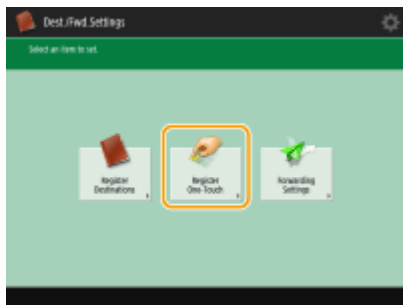 Dest./Fwd.Settings
Select an item to set.
Register
Destinations
Register
One-Touch
Forwarding
Settings